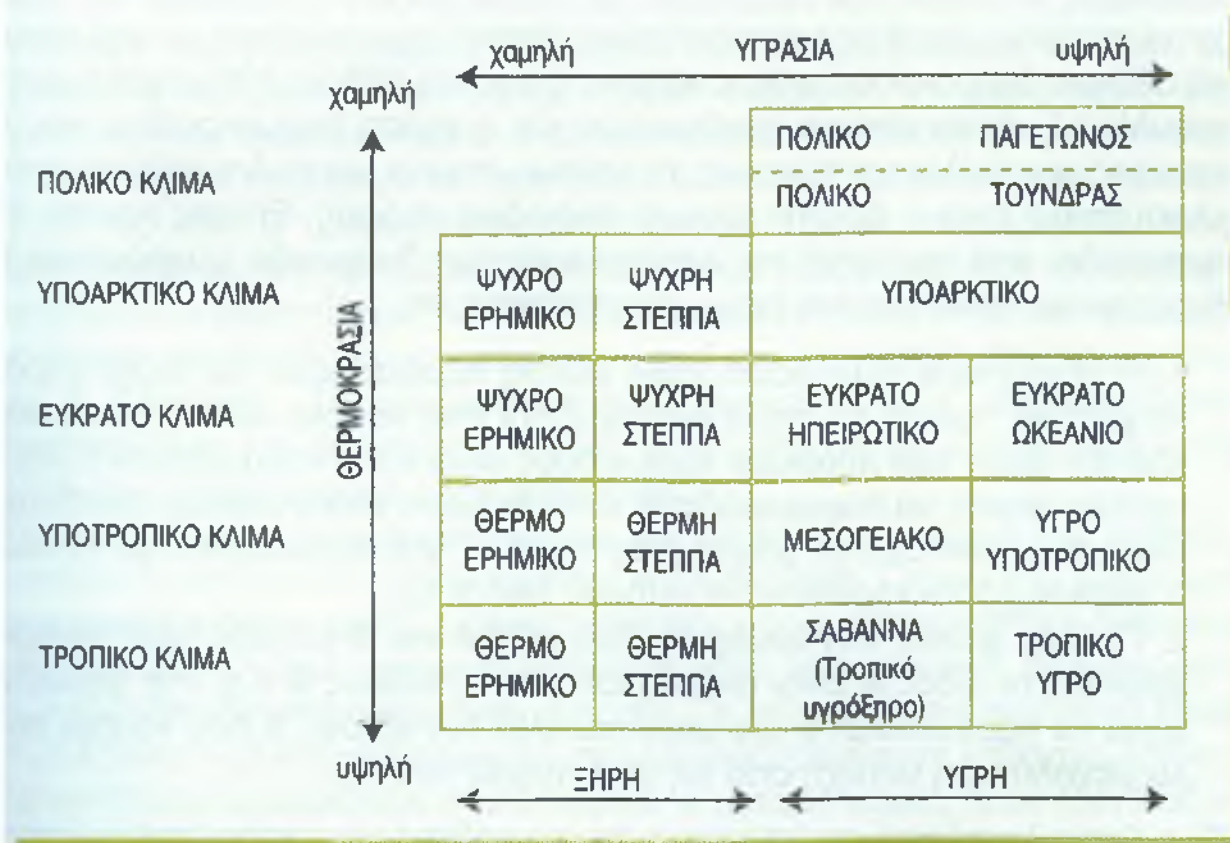 χαμηλή ΥΓΡΑΣΙΑ υψηλή
χαμηλή
ΠΟΛΙΚΟ ΠΑΓΕΤΩΝΟΣ
ΠΟΛΙΚΟ ΚΛΙΜΑ
ΠΟΛΙΚΟ ΤΟΥΝΔΡΑΣ
ΘΕΡΜΟΚΡΑΣΙΑ
ΥΠΟΑΡΚΤΙΚΟ ΚΛΙΜΑ
ΨΥΧΡΟ
ΕΡΗΜΙΚΟ
ΨΥΧΡΗ
ΣΤΕΠΠΑ
ΥΠΟΑΡΚΤΙΚΟ
ΕΥΚΡΑΤΟ ΚΛΙΜΑ
ΨΥΧΡΟ
ΕΡΗΜΙΚΟ
ΨΥΧΡΗ
ΣΤΕΠΠΑ
ΕΥΚΡΑΤΟ
ΗΠΕΙΡΩΤΙΚΟ
ΕΥΚΡΑΤΟ
ΩΚΕΑΝΙΟ
ΥΠΟΤΡΟΠΙΚΟ ΚΛΙΜΑ
ΘΕΡΜΟ
ΕΡΗΜΙΚΟ
ΘΕΡΜΗ
ΣΤΕΠΠΑ
ΜΕΣΟΓΕΙΑΚΟ
ΥΓΡΟ
ΥΠΟΤΡΟΠΙΚΟ
ΤΡΟΠΙΚΟ ΚΛΙΜΑ
ΘΕΡΜΟ
ΕΡΗΜΙΚΟ
ΘΕΡΜΗ
ΣΤΕΠΠΑ
ΣΑΒΑΝΝΑ
(Τροπικό
υγρόξηρο)
ΤΡΟΠΙΚΟ
ΥΓΡΟ
υψηλή
ΞΗΡΗ ΥΓΡΗ